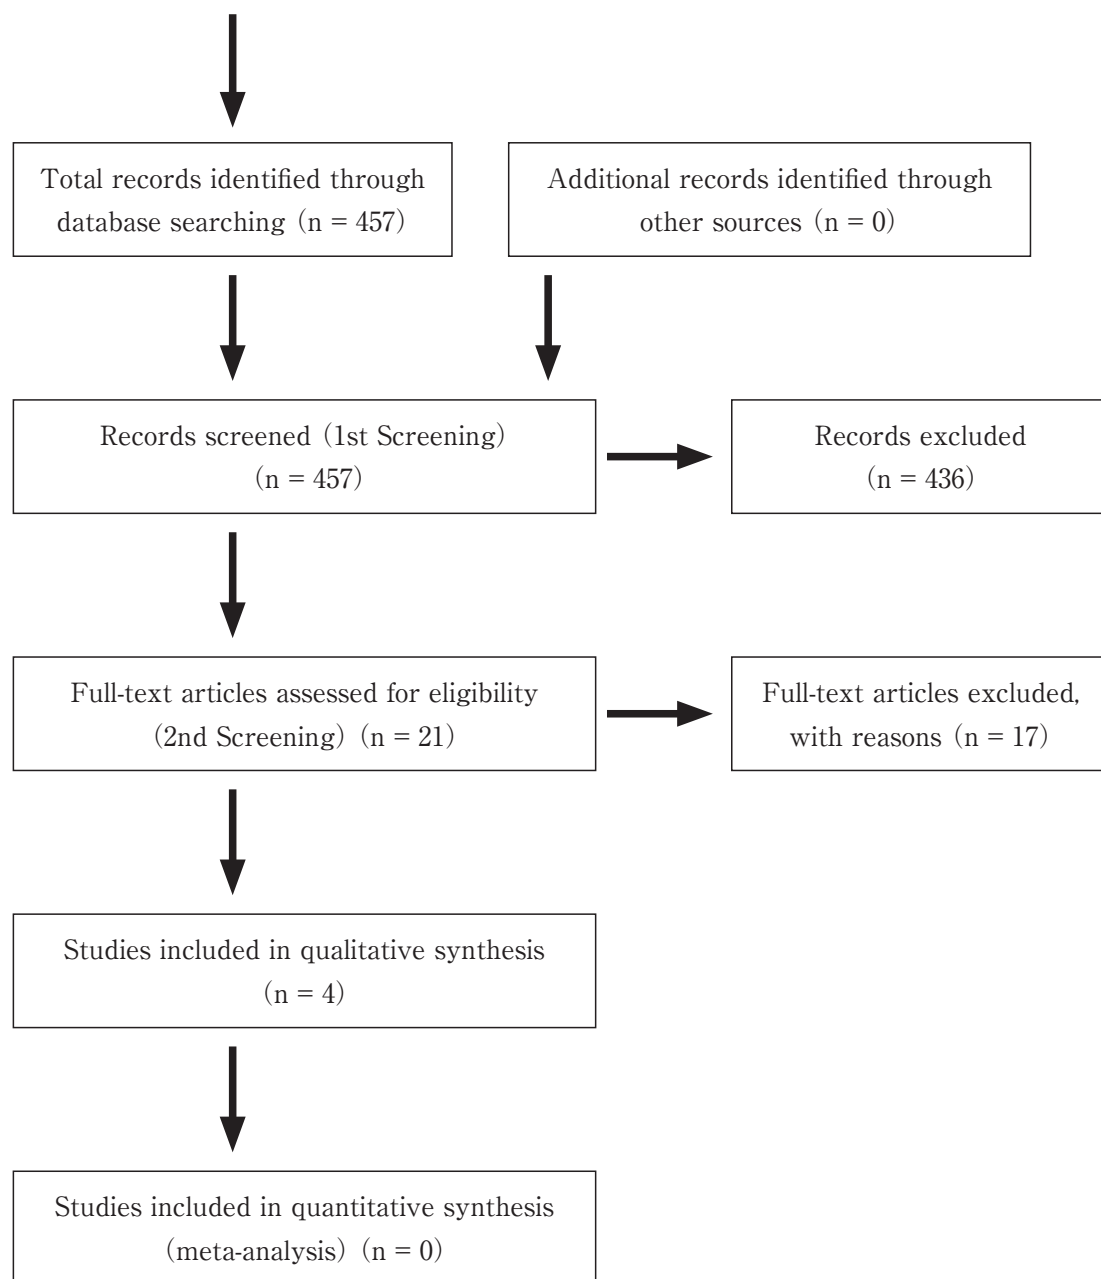 Total records identified through
database searching (n = 457)
Additional records identified through
other sources (n = 0)
Records screened (1st Screening)
(n = 457)
Records excluded
(n = 436)
Full-text articles assessed for eligibility
(2nd Screening) (n = 21)
Full-text articles excluded,
with reasons (n = 17)
Studies included in qualitative synthesis
(n = 4)
Studies included in quantitative synthesis
(meta-analysis) (n = 0)